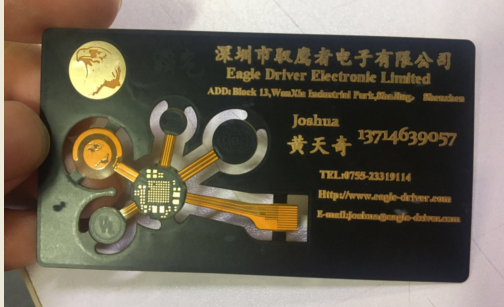 深圳市驭鹰者电子有限公司
Eagle Driver Electronic Limited
ADD: Block 13,WenXin Industrial Park,Bantian, Shenzhen
Joshua
黄天奇 13714639057
TEL:0755-23319114
Http://www.eagle-driver.com
E-mail:joshua@eagle-driver.com